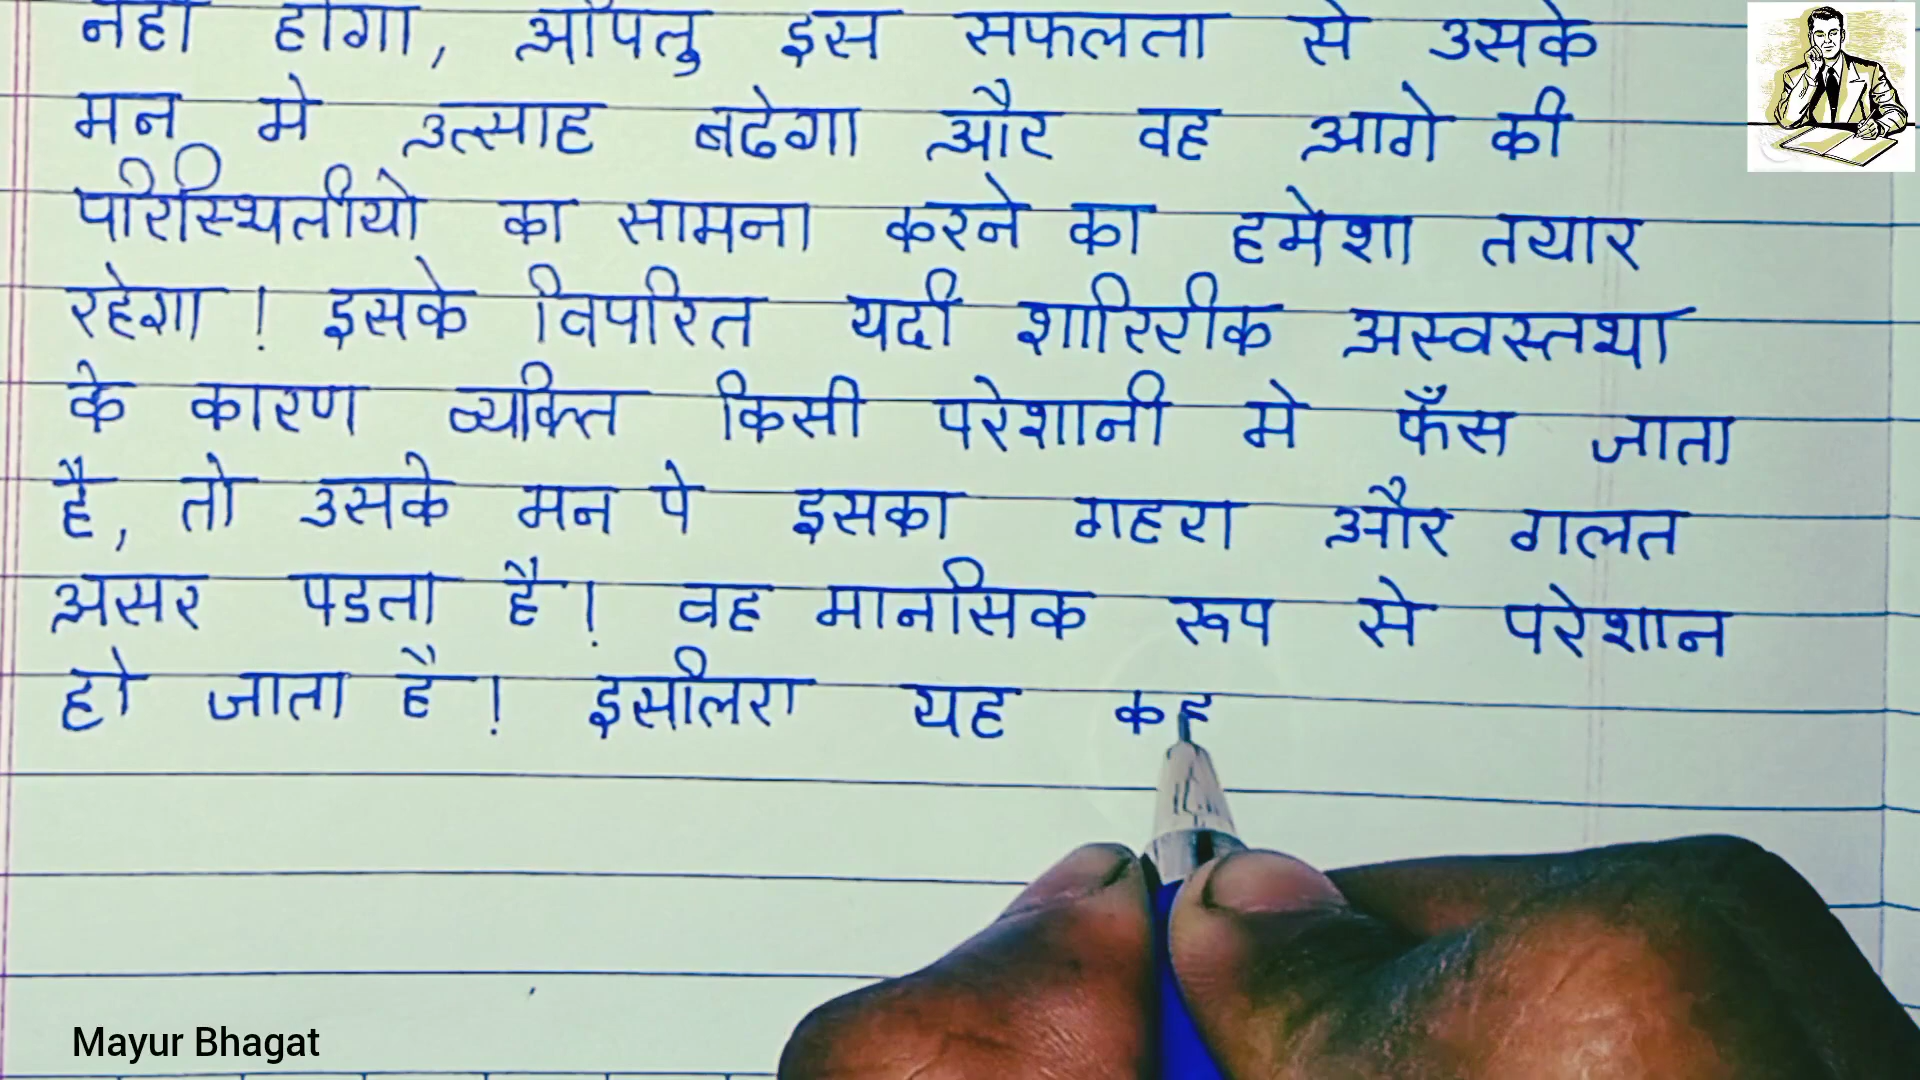 नही होगा, अपितु इस सफलता से उसके
मन मे उत्साह बढेगा और वह आगे की
परिस्थितीयो का सामना करने का हमेशा तयार
रहेगा ! इसके विपरित यदी शारिरीक अस्वस्तथा
के कारण व्यक्ति किसी परेशानी मे फँस जाता
है, तो उसके मन पे इसका गहरा और गलत
असर पडता है ! वह मानसिक रूप से परेशान
हो जाता है ! इसलिए यह कह
Mayur Bhagat